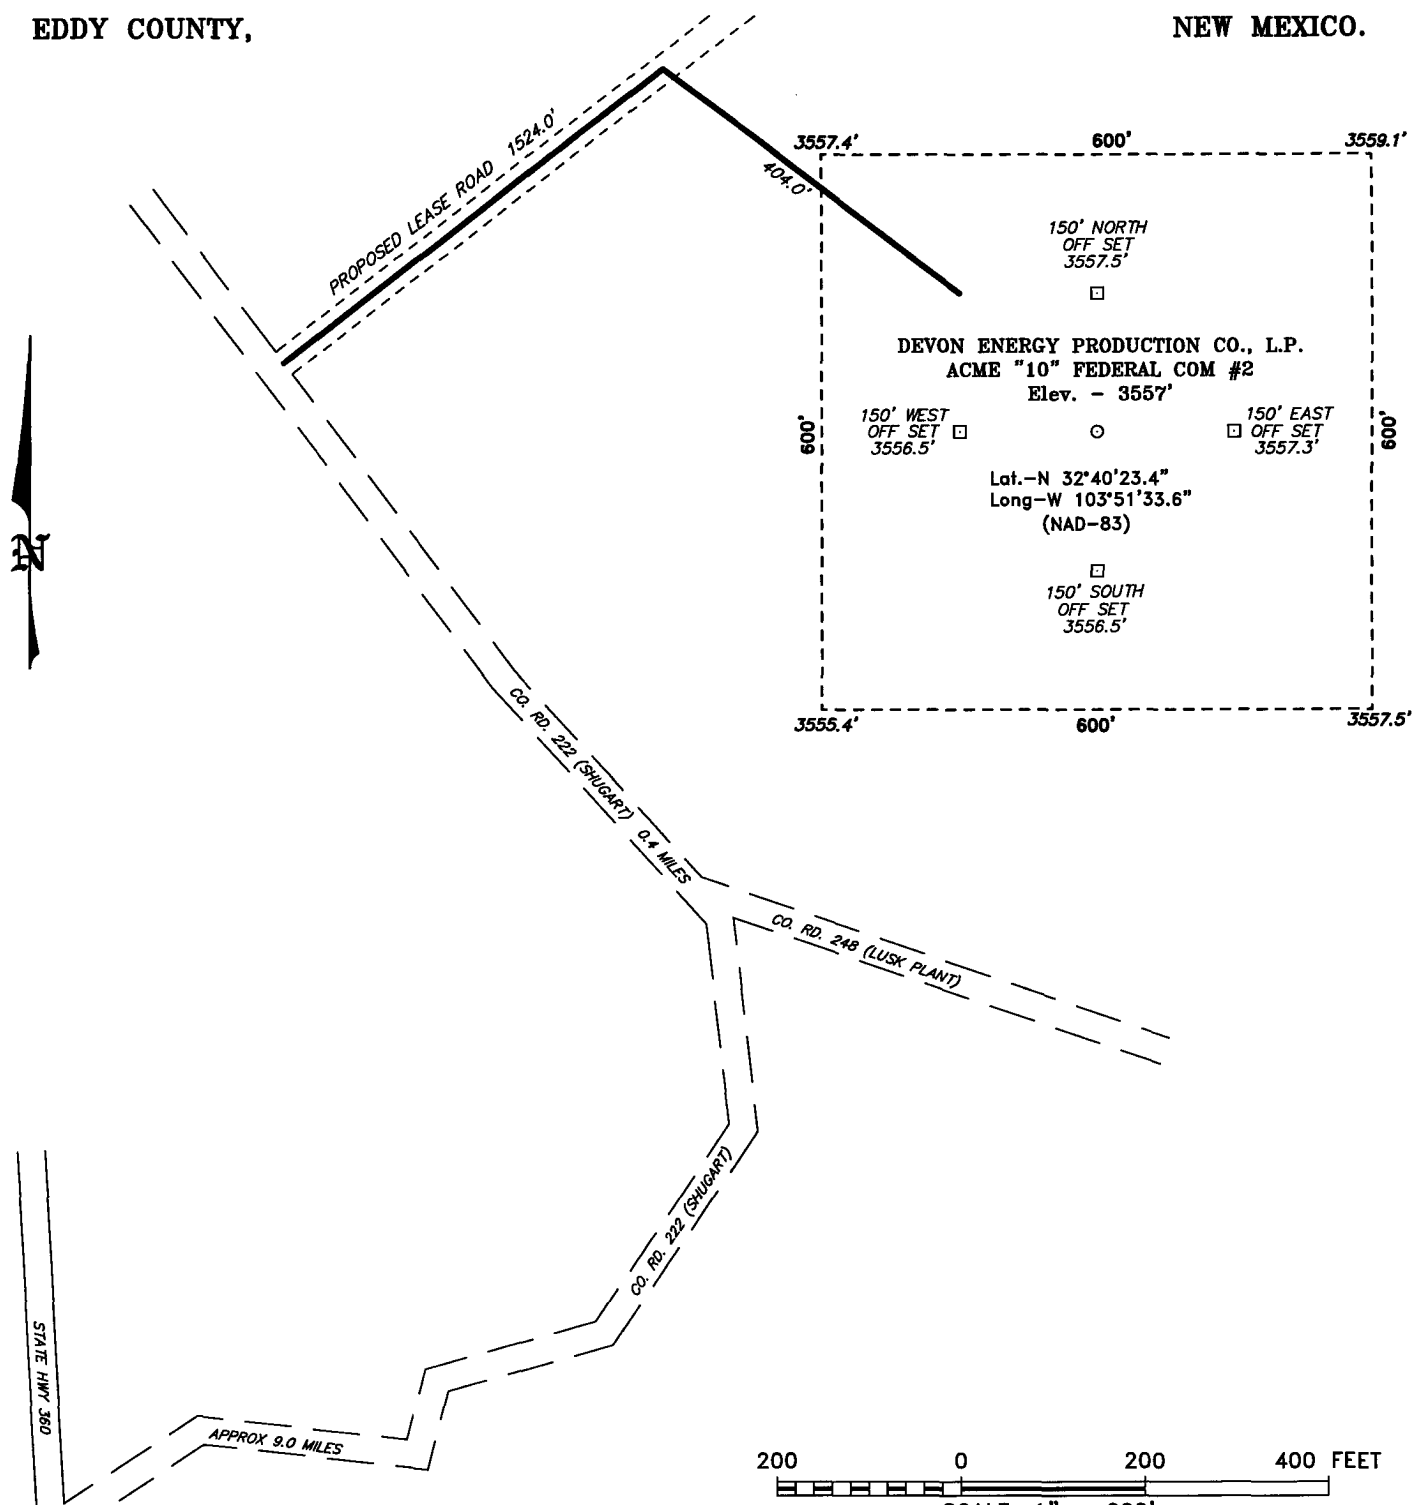 EDDY COUNTY,
NEW MEXICO.
PROPOSED LEASE ROAD 1524.0'
404.0'
3557.4'
600'
3559.1'
150' NORTH
OFF SET
3557.5'
DEVON ENERGY PRODUCTION CO., L.P.
ACME "10" FEDERAL COM #2
Elev. - 3557'
600'
150' WEST
OFF SET
3556.5'
150' EAST
OFF SET
3557.3'
600'
Lat.-N 32°40'23.4"
Long-W 103°51'33.6"
(NAD-83)
150' SOUTH
OFF SET
3556.5'
3555.4'
600'
3557.5'
N
CO. RD. 222 (SHUGART) 0.4 MILES
CO. RD. 248 (LUSK PLANT)
CO. RD. 222 (SHUGART)
STATE HWY 360
APPROX 9.0 MILES
200 0 200 400 FEET